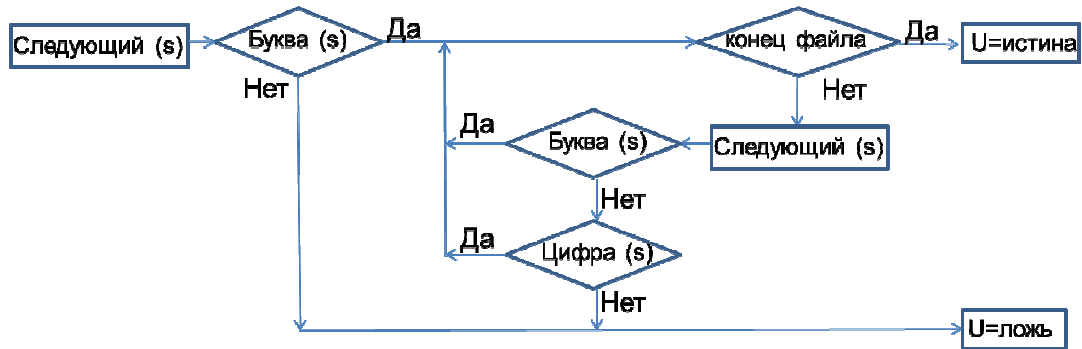 Следующий (s)
Буква (s)
Да
конец файла
Да
U=истина
Нет
Нет
Да
Буква (s)
Следующий (s)
Нет
Да
Цифра (s)
Нет
U=ложь